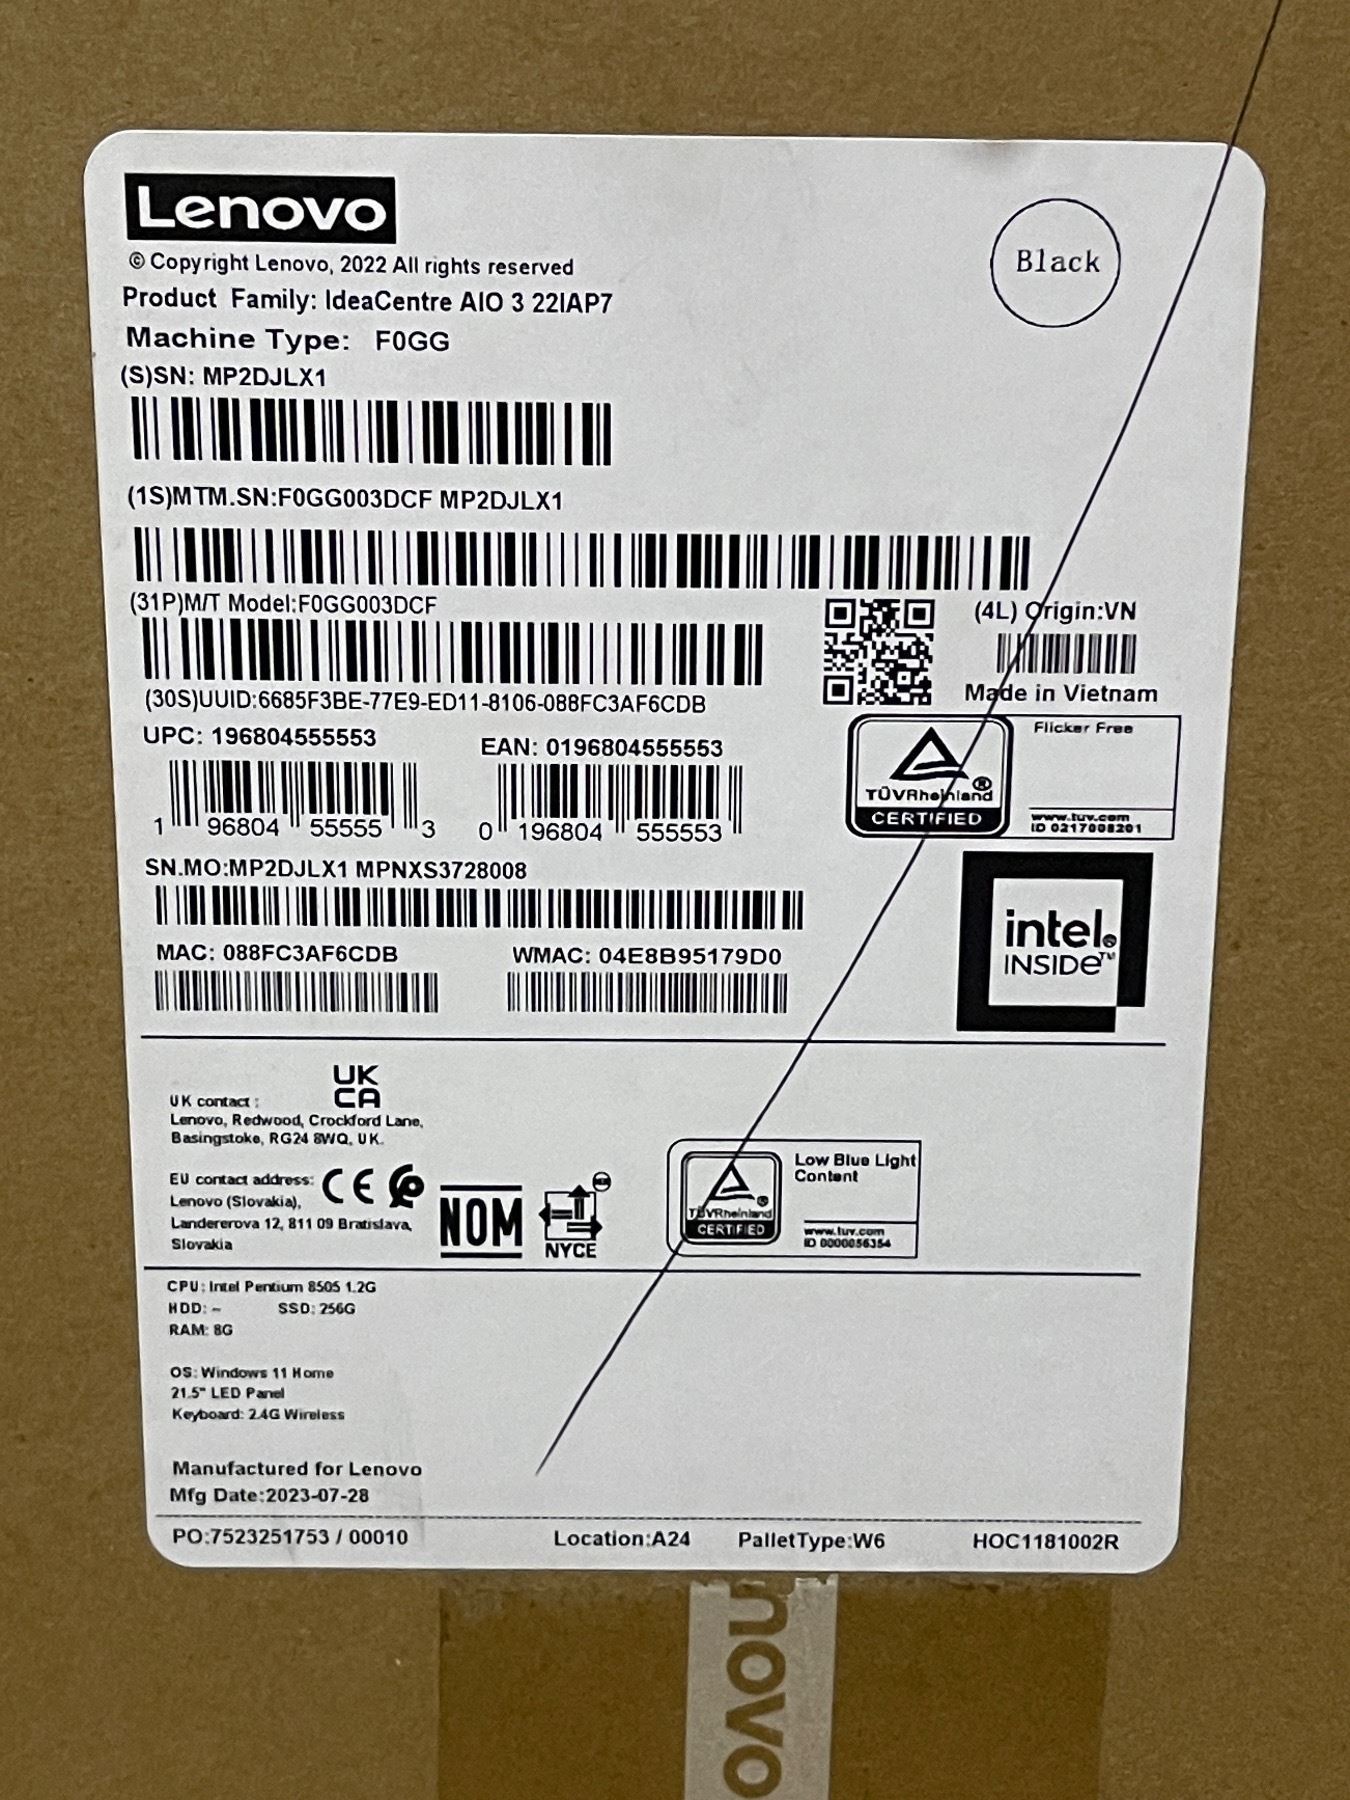 Lenovo
© Copyright Lenovo, 2022 All rights reserved
Black
Product Family: IdeaCentre AIO 3 22IAP7
Machine Type: F0GG
(S)SN: MP2DJLX1
(1S)MTM.SN:F0GG003DCF MP2DJLX1
(31P)M/T Model:F0GG003DCF
(4L) Origin:VN
Made in Vietnam
(30S)UUID:6685F3BE-77E9-ED11-8106-088FC3AF6CDB
UPC: 196804555553
EAN: 0196804555553
1 96804 55555 3
0 196804 555553
TÜVRheinland®
CERTIFIED
Flicker Free
www.tuv.com
ID 0217008201
SN.MO:MP2DJLX1 MPNXS3728008
MAC: 088FC3AF6CDB
WMAC: 04E8B95179D0
intel®
INSIDE™
UK
CA
UK contact :
Lenovo, Redwood, Crockford Lane,
Basingstoke, RG24 8WQ, UK.
EU contact address:
Lenovo (Slovakia),
Landererova 12, 811 09 Bratislava,
Slovakia
CE
NOM
NYCE
TÜVRheinland®
CERTIFIED
Low Blue Light
Content
www.tuv.com
ID 0000056354
CPU: Intel Pentium 8505 1.2G
HDD: - SSD: 256G
RAM: 8G
OS: Windows 11 Home
21.5" LED Panel
Keyboard: 2.4G Wireless
Manufactured for Lenovo
Mfg Date:2023-07-28
PO:7523251753 / 00010 Location:A24 PalletType:W6 HOC1181002R
novo